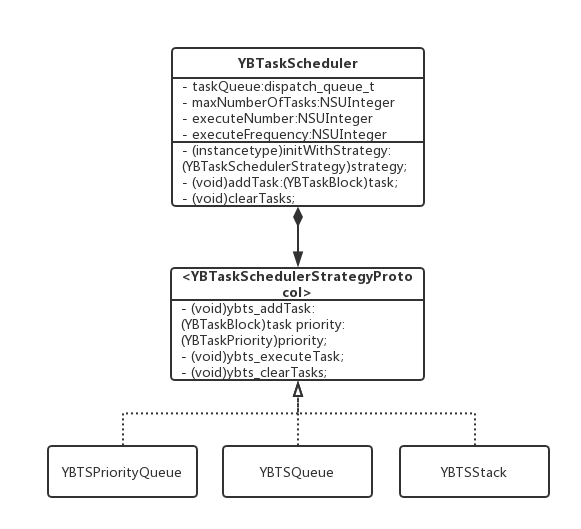 YBTaskScheduler
- taskQueue:dispatch_queue_t
- maxNumberOfTasks:NSUInteger
- executeNumber:NSUInteger
- executeFrequency:NSUInteger
- (instancetype)initWithStrategy:
(YBTaskSchedulerStrategy)strategy;
- (void)addTask:(YBTaskBlock)task;
- (void)clearTasks;
<YBTaskSchedulerStrategyProto
col>
- (void)ybts_addTask:
(YBTaskBlock)task priority:
(YBTaskPriority)priority;
- (void)ybts_executeTask;
- (void)ybts_clearTasks;
YBTSPriorityQueue
YBTSQueue
YBTSStack